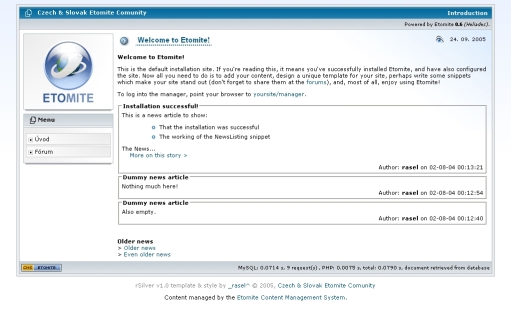 Czech & Slovak Etomite Comunity
Introduction
Powered by Etomite 0.6 (Heliades).
ETOMITE
Menu
Úvod
Fórum
Welcome to Etomite!
24. 09. 2005
Welcome to Etomite!
This is the default installation site. If you're reading this, it means you've successfully installed Etomite, and have also configured
the site. Now all you need to do is to add your content, design a unique template for your site, perhaps write some snippets
which make your site stand out (don't forget to share them at the forums), and, most of all, enjoy using Etomite!
To log into the manager, point your browser to yoursite/manager.
Installation successful!
This is a news article to show:
That the installation was successful
The working of the NewsListing snippet
The News...
More on this story >
Author: rasel on 02-08-04 00:13:21
Dummy news article
Nothing much here!
Author: rasel on 02-08-04 00:12:54
Dummy news article
Also empty.
Author: rasel on 02-08-04 00:12:40
Older news
> Older news
> Even older news
CMS ETOMITE
MySQL: 0.0714 s, 9 request(s), PHP: 0.0075 s, total: 0.0790 s, document retrieved from database
rSilver v1.0 template & style by _rasel^ © 2005, Czech & Slovak Etomite Comunity
Content managed by the Etomite Content Management System.